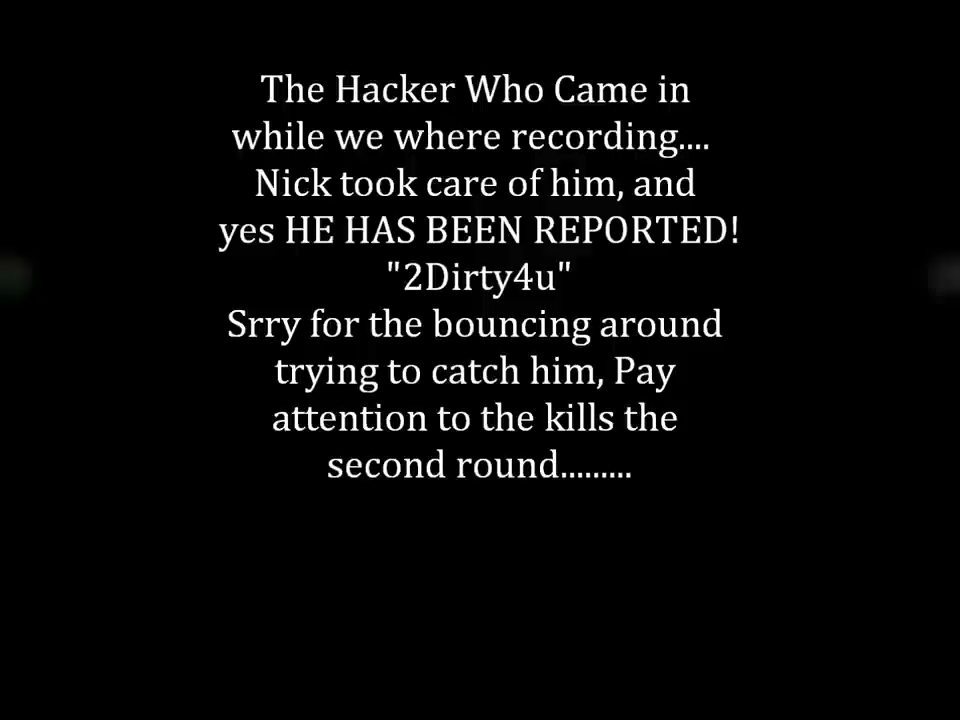 The Hacker Who Came in
while we where recording....
Nick took care of him, and
yes HE HAS BEEN REPORTED!
"2Dirty4u"
Srry for the bouncing around
trying to catch him, Pay
attention to the kills the
second round.........